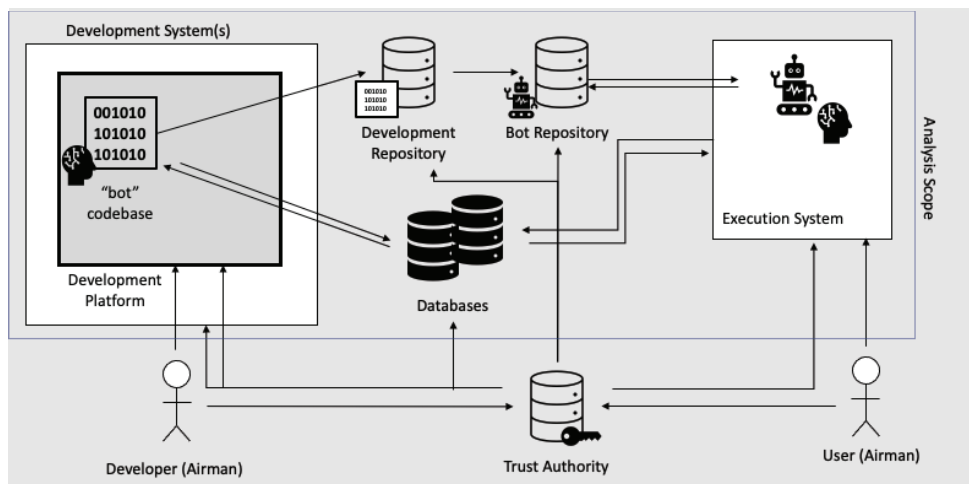 Development System(s)
001010
101010
101010
“bot”
codebase
Development
Platform
001010
101010
101010
Development
Repository
Bot Repository
Databases
Execution System
Analysis Scope
Developer (Airman)
Trust Authority
User (Airman)